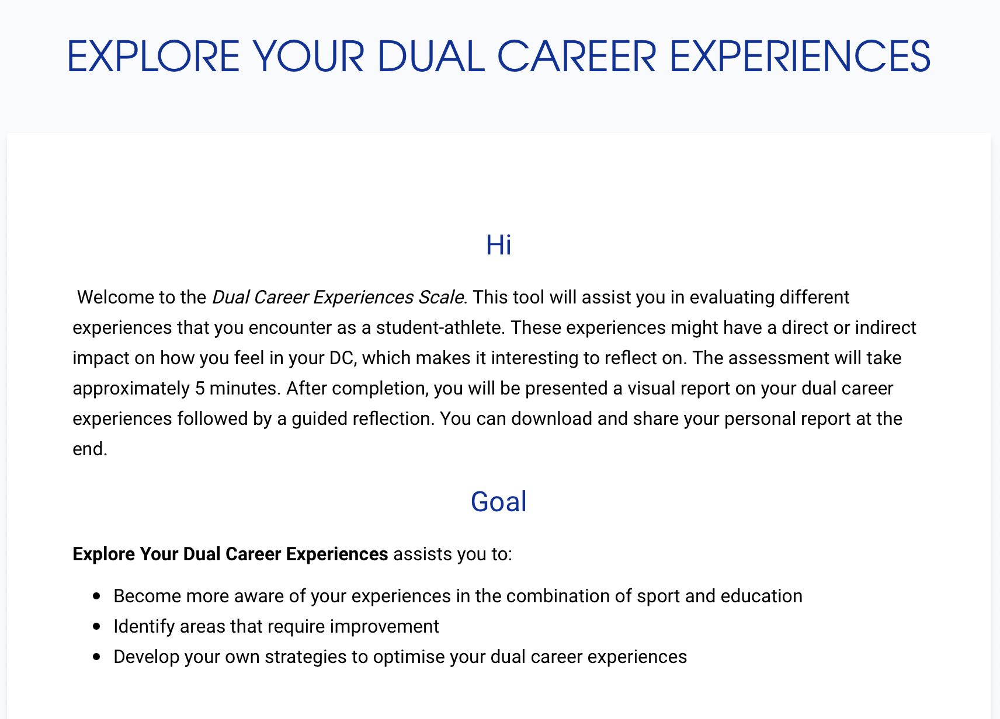 EXPLORE YOUR DUAL CAREER EXPERIENCES
Hi
Welcome to the Dual Career Experiences Scale. This tool will assist you in evaluating different
experiences that you encounter as a student-athlete. These experiences might have a direct or indirect
impact on how you feel in your DC, which makes it interesting to reflect on. The assessment will take
approximately 5 minutes. After completion, you will be presented a visual report on your dual career
experiences followed by a guided reflection. You can download and share your personal report at the
end.
Goal
Explore Your Dual Career Experiences assists you to:
• Become more aware of your experiences in the combination of sport and education
• Identify areas that require improvement
• Develop your own strategies to optimise your dual career experiences